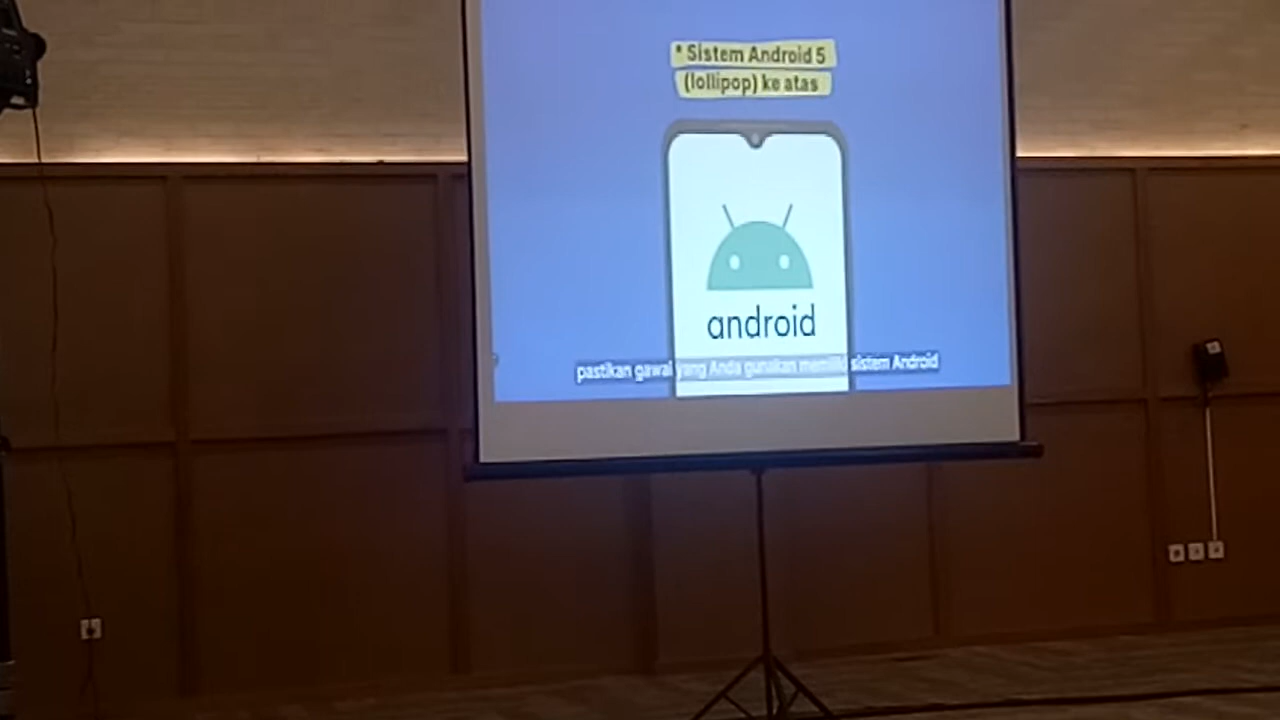 * Sistem Android 5
(lollipop) ke atas
android
pastikan gawai yang Anda gunakan memiliki sistem Android